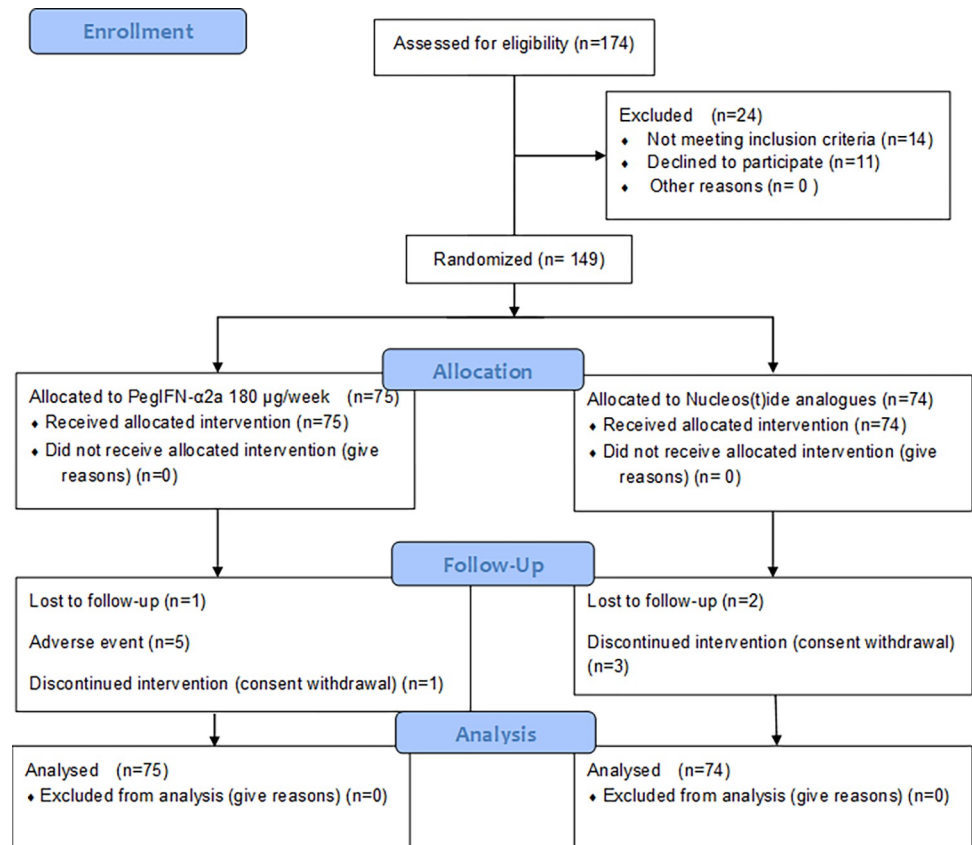 Enrollment
Assessed for eligibility (n=174)
Excluded (n=24)
♦ Not meeting inclusion criteria (n=14)
♦ Declined to participate (n=11)
♦ Other reasons (n= 0 )
Randomized (n= 149)
Allocation
Allocated to PegIFN-α2a 180 µg/week (n=75)
♦ Received allocated intervention (n=75)
♦ Did not receive allocated intervention (give
reasons) (n=0)
Allocated to Nucleos(t)ide analogues (n=74)
♦ Received allocated intervention (n=74)
♦ Did not receive allocated intervention (give
reasons) (n= 0)
Follow-Up
Lost to follow-up (n=1)
Adverse event (n=5)
Discontinued intervention (consent withdrawal) (n=1)
Lost to follow-up (n=2)
Discontinued intervention (consent withdrawal)
(n=3)
Analysis
Analysed (n=75)
♦ Excluded from analysis (give reasons) (n=0)
Analysed (n=74)
♦ Excluded from analysis (give reasons) (n=0)